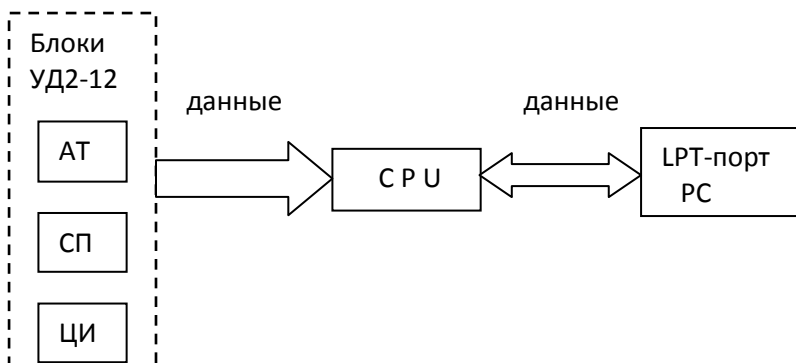 Блоки
УД2-12
данные
данные
АТ
C P U
LPT-порт
PC
СП
ЦИ